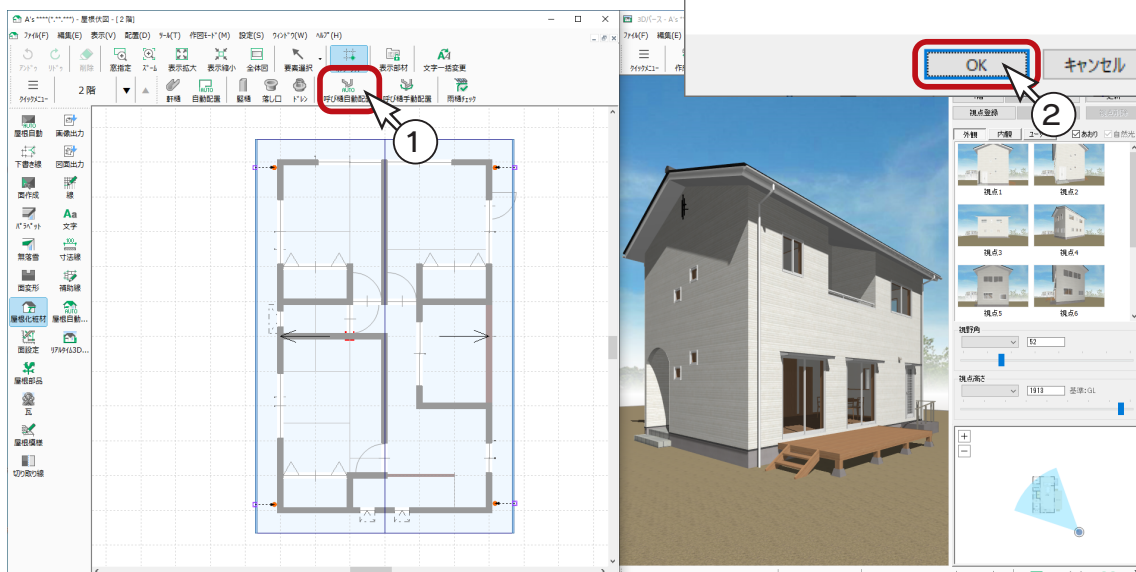 A's ****(*.**.***) - 屋根伏図 - [2 階]
ﾌｧｲﾙ(F) 編集(E) 表示(V) 配置(D) ﾂｰﾙ(T) 作図ﾓｰﾄﾞ(M) 設定(S) ｳｨﾝﾄﾞｳ(W) ﾍﾙﾌﾟ(H)
ｱﾝﾄﾞｩ ﾘﾄﾞｩ 削除 窓指定 ｽﾞｰﾑ 表示拡大 表示縮小 全体図 要素選択 表示部材 文字一括変更
ｸｲｯｸﾒﾆｭｰ 2 階 軒樋 自動配置 竪樋 落し口 ﾄﾞﾚﾝ 呼び樋自動配置 呼び樋手動配置 雨樋ﾁｪｯｸ
1
屋根自動 画像出力
下書き線 図面出力
面作成 線
ﾊﾟﾗﾍﾟｯﾄ 文字
無落雪 寸法線
面変形 補助線
屋根化粧材 屋根自動...
面設定 ﾘｱﾙﾀｲﾑ3D...
屋根部品
瓦
屋根模様
切り取り線
3Dﾊﾟｰｽ - A's *
ﾌｧｲﾙ(F) 編集(E)
ｸｲｯｸﾒﾆｭｰ
OK キャンセル
2
視点登録
外観 内観 あおり 自然光
視点1 視点2
視点3 視点4
視点5 視点6
視野角
52
視点高さ
1913 基準:GL